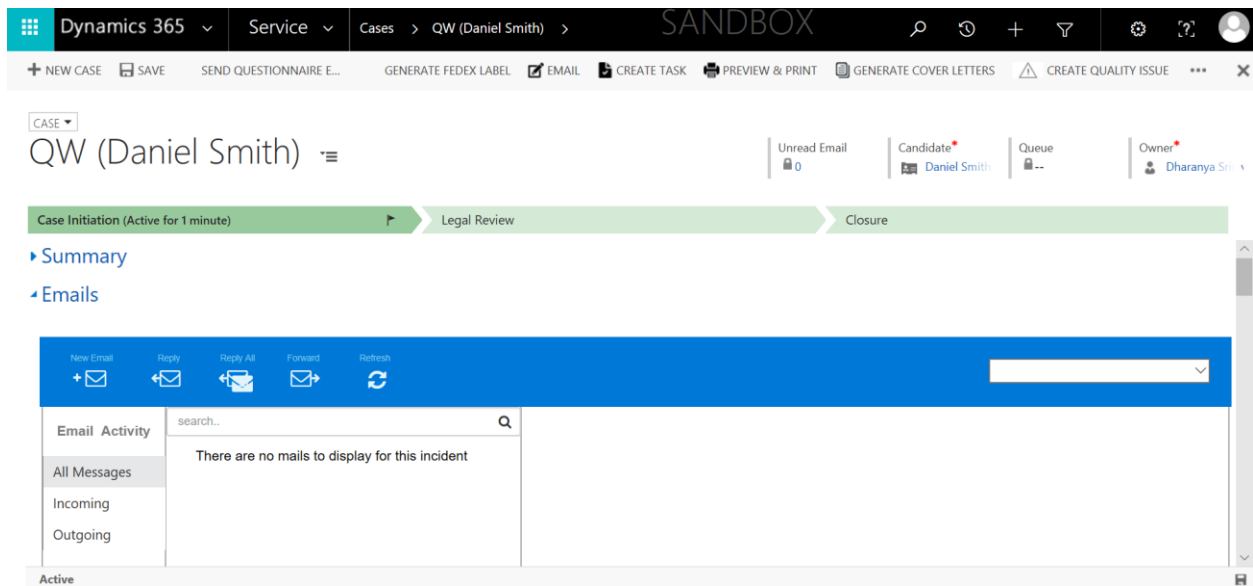 Dynamics 365 Service Cases > QW (Daniel Smith) > SANDBOX
+ NEW CASE SAVE SEND QUESTIONNAIRE E... GENERATE FEDEX LABEL EMAIL CREATE TASK PREVIEW & PRINT GENERATE COVER LETTERS CREATE QUALITY ISSUE ...
CASE
QW (Daniel Smith)
Unread Email Candidate* Queue Owner*
0 Daniel Smith -- Dharanya
Case Initiation (Active for 1 minute) Legal Review Closure
Summary
Emails
New Email Reply Reply All Forward Refresh
Email Activity search..
There are no mails to display for this incident
All Messages
Incoming
Outgoing
Active